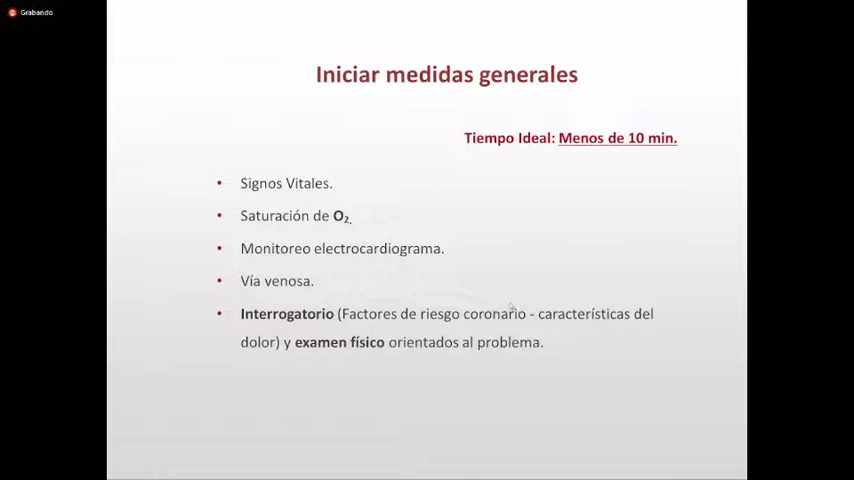 Grabando
Iniciar medidas generales
Tiempo Ideal: Menos de 10 min.
• Signos Vitales.
• Saturación de O2.
• Monitoreo electrocardiograma.
• Vía venosa.
• Interrogatorio (Factores de riesgo coronario - características del
dolor) y examen físico orientados al problema.